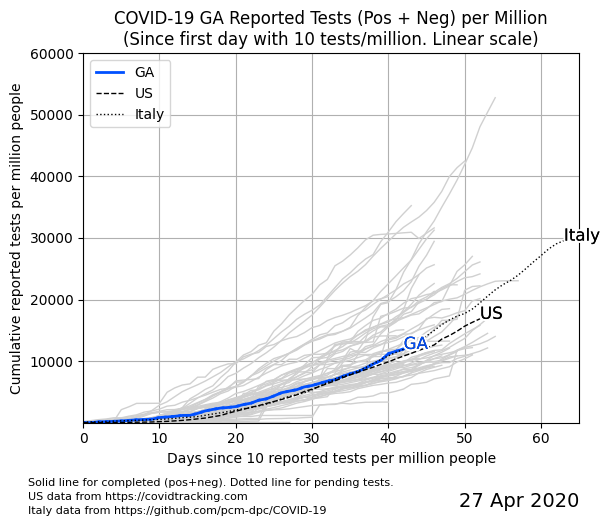 COVID-19 GA Reported Tests (Pos + Neg) per Million
(Since first day with 10 tests/million. Linear scale)
Cumulative reported tests per million people
60000
50000
40000
30000
20000
10000
GA
US
Italy
Italy
US
GA
0 10 20 30 40 50 60
Days since 10 reported tests per million people
Solid line for completed (pos+neg). Dotted line for pending tests.
US data from https://covidtracking.com
Italy data from https://github.com/pcm-dpc/COVID-19
27 Apr 2020